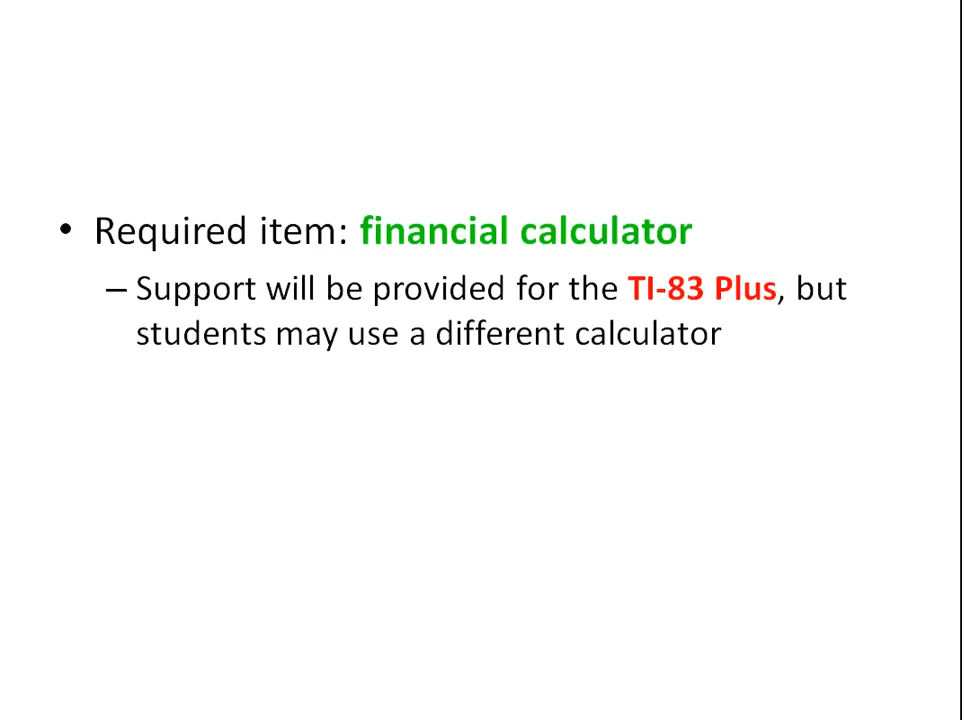 • Required item: financial calculator
– Support will be provided for the TI-83 Plus, but
students may use a different calculator